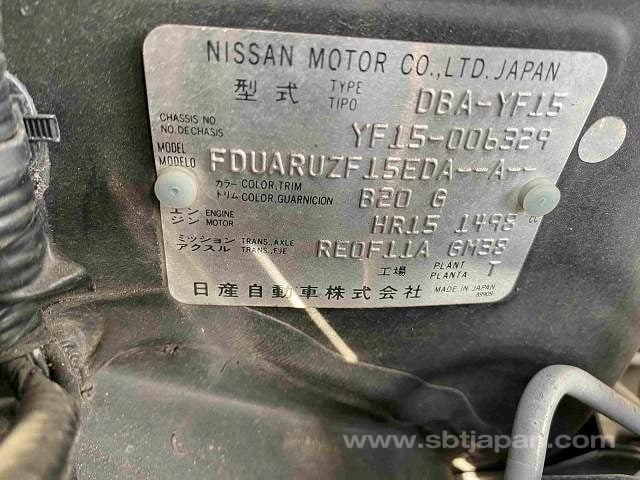 NISSAN MOTOR CO.,LTD. JAPAN
型式 TYPE TIPO DBA-YF15
CHASSIS NO. NO.DECHASIS YF15-006329
MODEL MODELO FDUARUZF15EDA--A--
カラー COLOR,TRIM
トリム COLOR,GUARNICION B20 G
エンジン ENGINE MOTOR HR15 1498 CC
ミッション TRANS., AXLE
アクスル TRANS.,EJE RE0F11A GM38
工場 PLANT PLANTA T
日産自動車株式会社 MADE IN JAPAN
www.sbtjapan.com